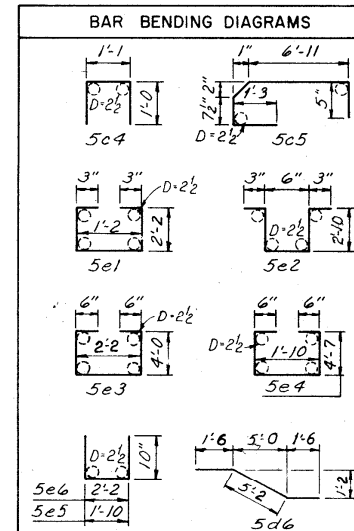 BAR BENDING DIAGRAMS
1'-1
D=2½
1'-0
5c4
1" 6'-11
7½" 2"
1'-3
5"
D=2½
5c5
3" 3"
D=2½
1'-2
2'-2
5e1
3" 6" 3"
D=2½
2'-10
5e2
6" 6"
D=2½
2'-2
4'-0
5e3
6" 6"
D=2½
1'-10
4'-7
5e4
D=2½
10"
5e6 2'-2
5e5 1'-10
1'-6 5'-0 1'-6
5'-2
1'-2
5d6